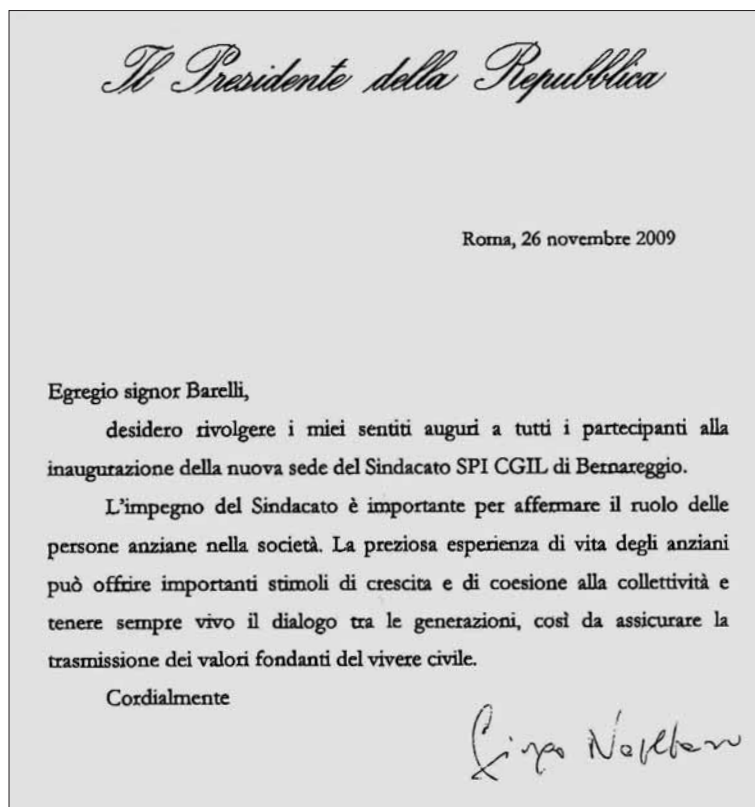 Il Presidente della Repubblica
Roma, 26 novembre 2009
Egregio signor Barelli,
desidero rivolgere i miei sentiti auguri a tutti i partecipanti alla
inaugurazione della nuova sede del Sindacato SPI CGIL di Bernareggio.
L'impegno del Sindacato è importante per affermare il ruolo delle
persone anziane nella società. La preziosa esperienza di vita degli anziani
può offrire importanti stimoli di crescita e di coesione alla collettività e
tenere sempre vivo il dialogo tra le generazioni, così da assicurare la
trasmissione dei valori fondanti del vivere civile.
Cordialmente